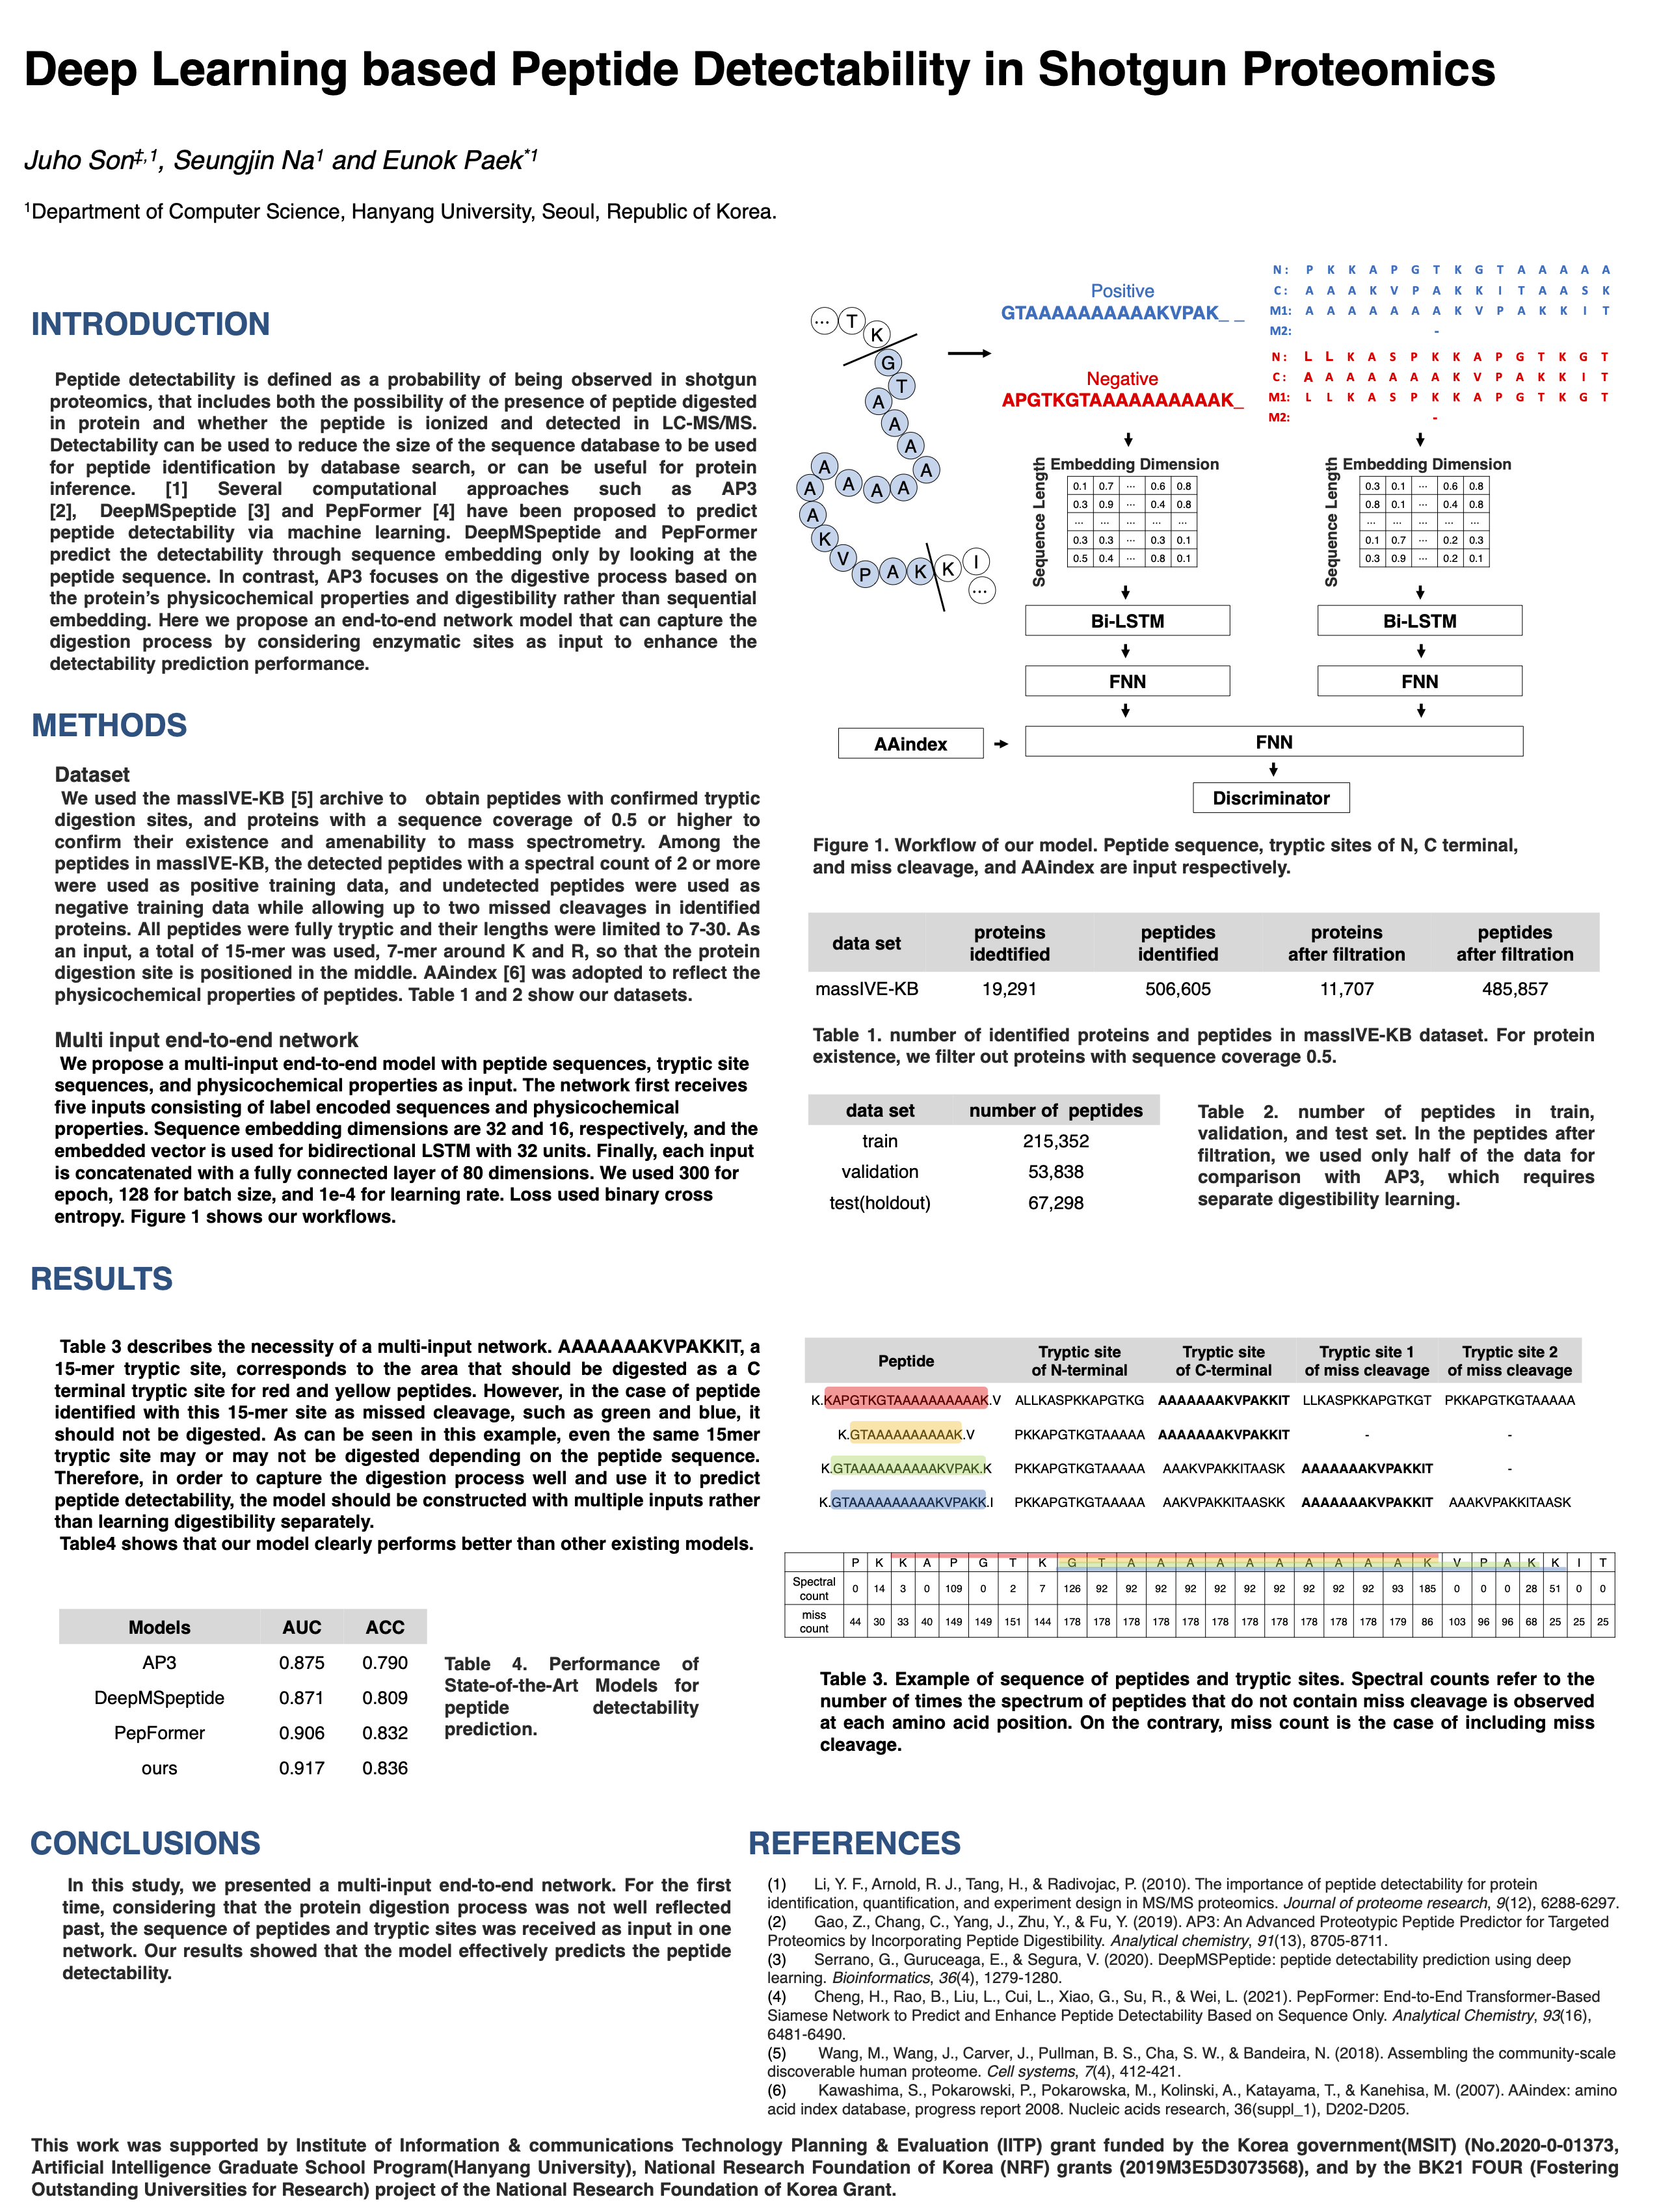 Deep Learning based Peptide Detectability in Shotgun Proteomics
Juho Son‡,1, Seungjin Na1 and Eunok Paek*1
1Department of Computer Science, Hanyang University, Seoul, Republic of Korea.
INTRODUCTION
Peptide detectability is defined as a probability of being observed in shotgun
proteomics, that includes both the possibility of the presence of peptide digested
in protein and whether the peptide is ionized and detected in LC-MS/MS.
Detectability can be used to reduce the size of the sequence database to be used
for peptide identification by database search, or can be useful for protein
inference. [1] Several computational approaches such as AP3
[2], DeepMSpeptide [3] and PepFormer [4] have been proposed to predict
peptide detectability via machine learning. DeepMSpeptide and PepFormer
predict the detectability through sequence embedding only by looking at the
peptide sequence. In contrast, AP3 focuses on the digestive process based on
the protein's physicochemical properties and digestibility rather than sequential
embedding. Here we propose an end-to-end network model that can capture the
digestion process by considering enzymatic sites as input to enhance the
detectability prediction performance.
METHODS
Dataset
We used the massIVE-KB [5] archive to obtain peptides with confirmed tryptic
digestion sites, and proteins with a sequence coverage of 0.5 or higher to
confirm their existence and amenability to mass spectrometry. Among the
peptides in massIVE-KB, the detected peptides with a spectral count of 2 or more
were used as positive training data, and undetected peptides were used as
negative training data while allowing up to two missed cleavages in identified
proteins. All peptides were fully tryptic and their lengths were limited to 7-30. As
an input, a total of 15-mer was used, 7-mer around K and R, so that the protein
digestion site is positioned in the middle. AAindex [6] was adopted to reflect the
physicochemical properties of peptides. Table 1 and 2 show our datasets.
Multi input end-to-end network
We propose a multi-input end-to-end model with peptide sequences, tryptic site
sequences, and physicochemical properties as input. The network first receives
five inputs consisting of label encoded sequences and physicochemical
properties. Sequence embedding dimensions are 32 and 16, respectively, and the
embedded vector is used for bidirectional LSTM with 32 units. Finally, each input
is concatenated with a fully connected layer of 80 dimensions. We used 300 for
epoch, 128 for batch size, and 1e-4 for learning rate. Loss used binary cross
entropy. Figure 1 shows our workflows.
... T K G T A A A A A A A A A A K V P A K K I ...
Positive
GTAAAAAAAAAAKVPAK_ _
Negative
APGTKGTAAAAAAAAAAK_
N: P K K A P G T K G T A A A A A
C: A A A K V P A K K I T A A S K
M1: A A A A A A A K V P A K K I T
M2: -
N: L L K A S P K K A P G T K G T
C: A A A A A A A K V P A K K I T
M1: L L K A S P K K A P G T K G T
M2: -
Embedding Dimension
Sequence Length
0.1 0.7 ... 0.6 0.8
0.3 0.9 ... 0.4 0.8
... ... ... ... ...
0.3 0.3 ... 0.3 0.1
0.5 0.4 ... 0.8 0.1
Embedding Dimension
Sequence Length
0.3 0.1 ... 0.6 0.8
0.8 0.1 ... 0.4 0.8
... ... ... ... ...
0.1 0.7 ... 0.2 0.3
0.3 0.9 ... 0.2 0.1
Bi-LSTM Bi-LSTM
FNN FNN
AAindex FNN
Discriminator
Figure 1. Workflow of our model. Peptide sequence, tryptic sites of N, C terminal,
and miss cleavage, and AAindex are input respectively.
data set proteins idedtified peptides identified proteins after filtration peptides after filtration
massIVE-KB 19,291 506,605 11,707 485,857
Table 1. number of identified proteins and peptides in massIVE-KB dataset. For protein
existence, we filter out proteins with sequence coverage 0.5.
data set number of peptides
train 215,352
validation 53,838
test(holdout) 67,298
Table 2. number of peptides in train,
validation, and test set. In the peptides after
filtration, we used only half of the data for
comparison with AP3, which requires
separate digestibility learning.
RESULTS
Table 3 describes the necessity of a multi-input network. AAAAAAAKVPAKKIT, a
15-mer tryptic site, corresponds to the area that should be digested as a C
terminal tryptic site for red and yellow peptides. However, in the case of peptide
identified with this 15-mer site as missed cleavage, such as green and blue, it
should not be digested. As can be seen in this example, even the same 15mer
tryptic site may or may not be digested depending on the peptide sequence.
Therefore, in order to capture the digestion process well and use it to predict
peptide detectability, the model should be constructed with multiple inputs rather
than learning digestibility separately.
Table4 shows that our model clearly performs better than other existing models.
Models AUC ACC
AP3 0.875 0.790
DeepMSpeptide 0.871 0.809
PepFormer 0.906 0.832
ours 0.917 0.836
Table 4. Performance of
State-of-the-Art Models for
peptide detectability
prediction.
Peptide Tryptic site of N-terminal Tryptic site of C-terminal Tryptic site 1 of miss cleavage Tryptic site 2 of miss cleavage
K.KAPGTKGTAAAAAAAAAAK.V ALLKASPKKAPGTKG AAAAAAAKVPAKKIT LLKASPKKAPGTKGT PKKAPGTKGTAAAAA
K.GTAAAAAAAAAAK.V PKKAPGTKGTAAAAA AAAAAAAKVPAKKIT - -
K.GTAAAAAAAAAAKVPAK.K PKKAPGTKGTAAAAA AAAKVPAKKITAASK AAAAAAAKVPAKKIT -
K.GTAAAAAAAAAAKVPAKK.I PKKAPGTKGTAAAAA AAKVPAKKITAASKK AAAAAAAKVPAKKIT AAAKVPAKKITAASK
P K K A P G T K G T A A A A A A A A A A K V P A K K I T
Spectral count 0 14 3 0 109 0 2 7 126 92 92 92 92 92 92 92 92 92 92 93 185 0 0 0 28 51 0 0
miss count 44 30 33 40 149 149 151 144 178 178 178 178 178 178 178 178 178 178 178 179 86 103 96 96 68 25 25 25
Table 3. Example of sequence of peptides and tryptic sites. Spectral counts refer to the
number of times the spectrum of peptides that do not contain miss cleavage is observed
at each amino acid position. On the contrary, miss count is the case of including miss
cleavage.
CONCLUSIONS
In this study, we presented a multi-input end-to-end network. For the first
time, considering that the protein digestion process was not well reflected
past, the sequence of peptides and tryptic sites was received as input in one
network. Our results showed that the model effectively predicts the peptide
detectability.
REFERENCES
(1) Li, Y. F., Arnold, R. J., Tang, H., & Radivojac, P. (2010). The importance of peptide detectability for protein
identification, quantification, and experiment design in MS/MS proteomics. Journal of proteome research, 9(12), 6288-6297.
(2) Gao, Z., Chang, C., Yang, J., Zhu, Y., & Fu, Y. (2019). AP3: An Advanced Proteotypic Peptide Predictor for Targeted
Proteomics by Incorporating Peptide Digestibility. Analytical chemistry, 91(13), 8705-8711.
(3) Serrano, G., Guruceaga, E., & Segura, V. (2020). DeepMSPeptide: peptide detectability prediction using deep
learning. Bioinformatics, 36(4), 1279-1280.
(4) Cheng, H., Rao, B., Liu, L., Cui, L., Xiao, G., Su, R., & Wei, L. (2021). PepFormer: End-to-End Transformer-Based
Siamese Network to Predict and Enhance Peptide Detectability Based on Sequence Only. Analytical Chemistry, 93(16),
6481-6490.
(5) Wang, M., Wang, J., Carver, J., Pullman, B. S., Cha, S. W., & Bandeira, N. (2018). Assembling the community-scale
discoverable human proteome. Cell systems, 7(4), 412-421.
(6) Kawashima, S., Pokarowski, P., Pokarowska, M., Kolinski, A., Katayama, T., & Kanehisa, M. (2007). AAindex: amino
acid index database, progress report 2008. Nucleic acids research, 36(suppl_1), D202-D205.
This work was supported by Institute of Information & communications Technology Planning & Evaluation (IITP) grant funded by the Korea government(MSIT) (No.2020-0-01373,
Artificial Intelligence Graduate School Program(Hanyang University), National Research Foundation of Korea (NRF) grants (2019M3E5D3073568), and by the BK21 FOUR (Fostering
Outstanding Universities for Research) project of the National Research Foundation of Korea Grant.